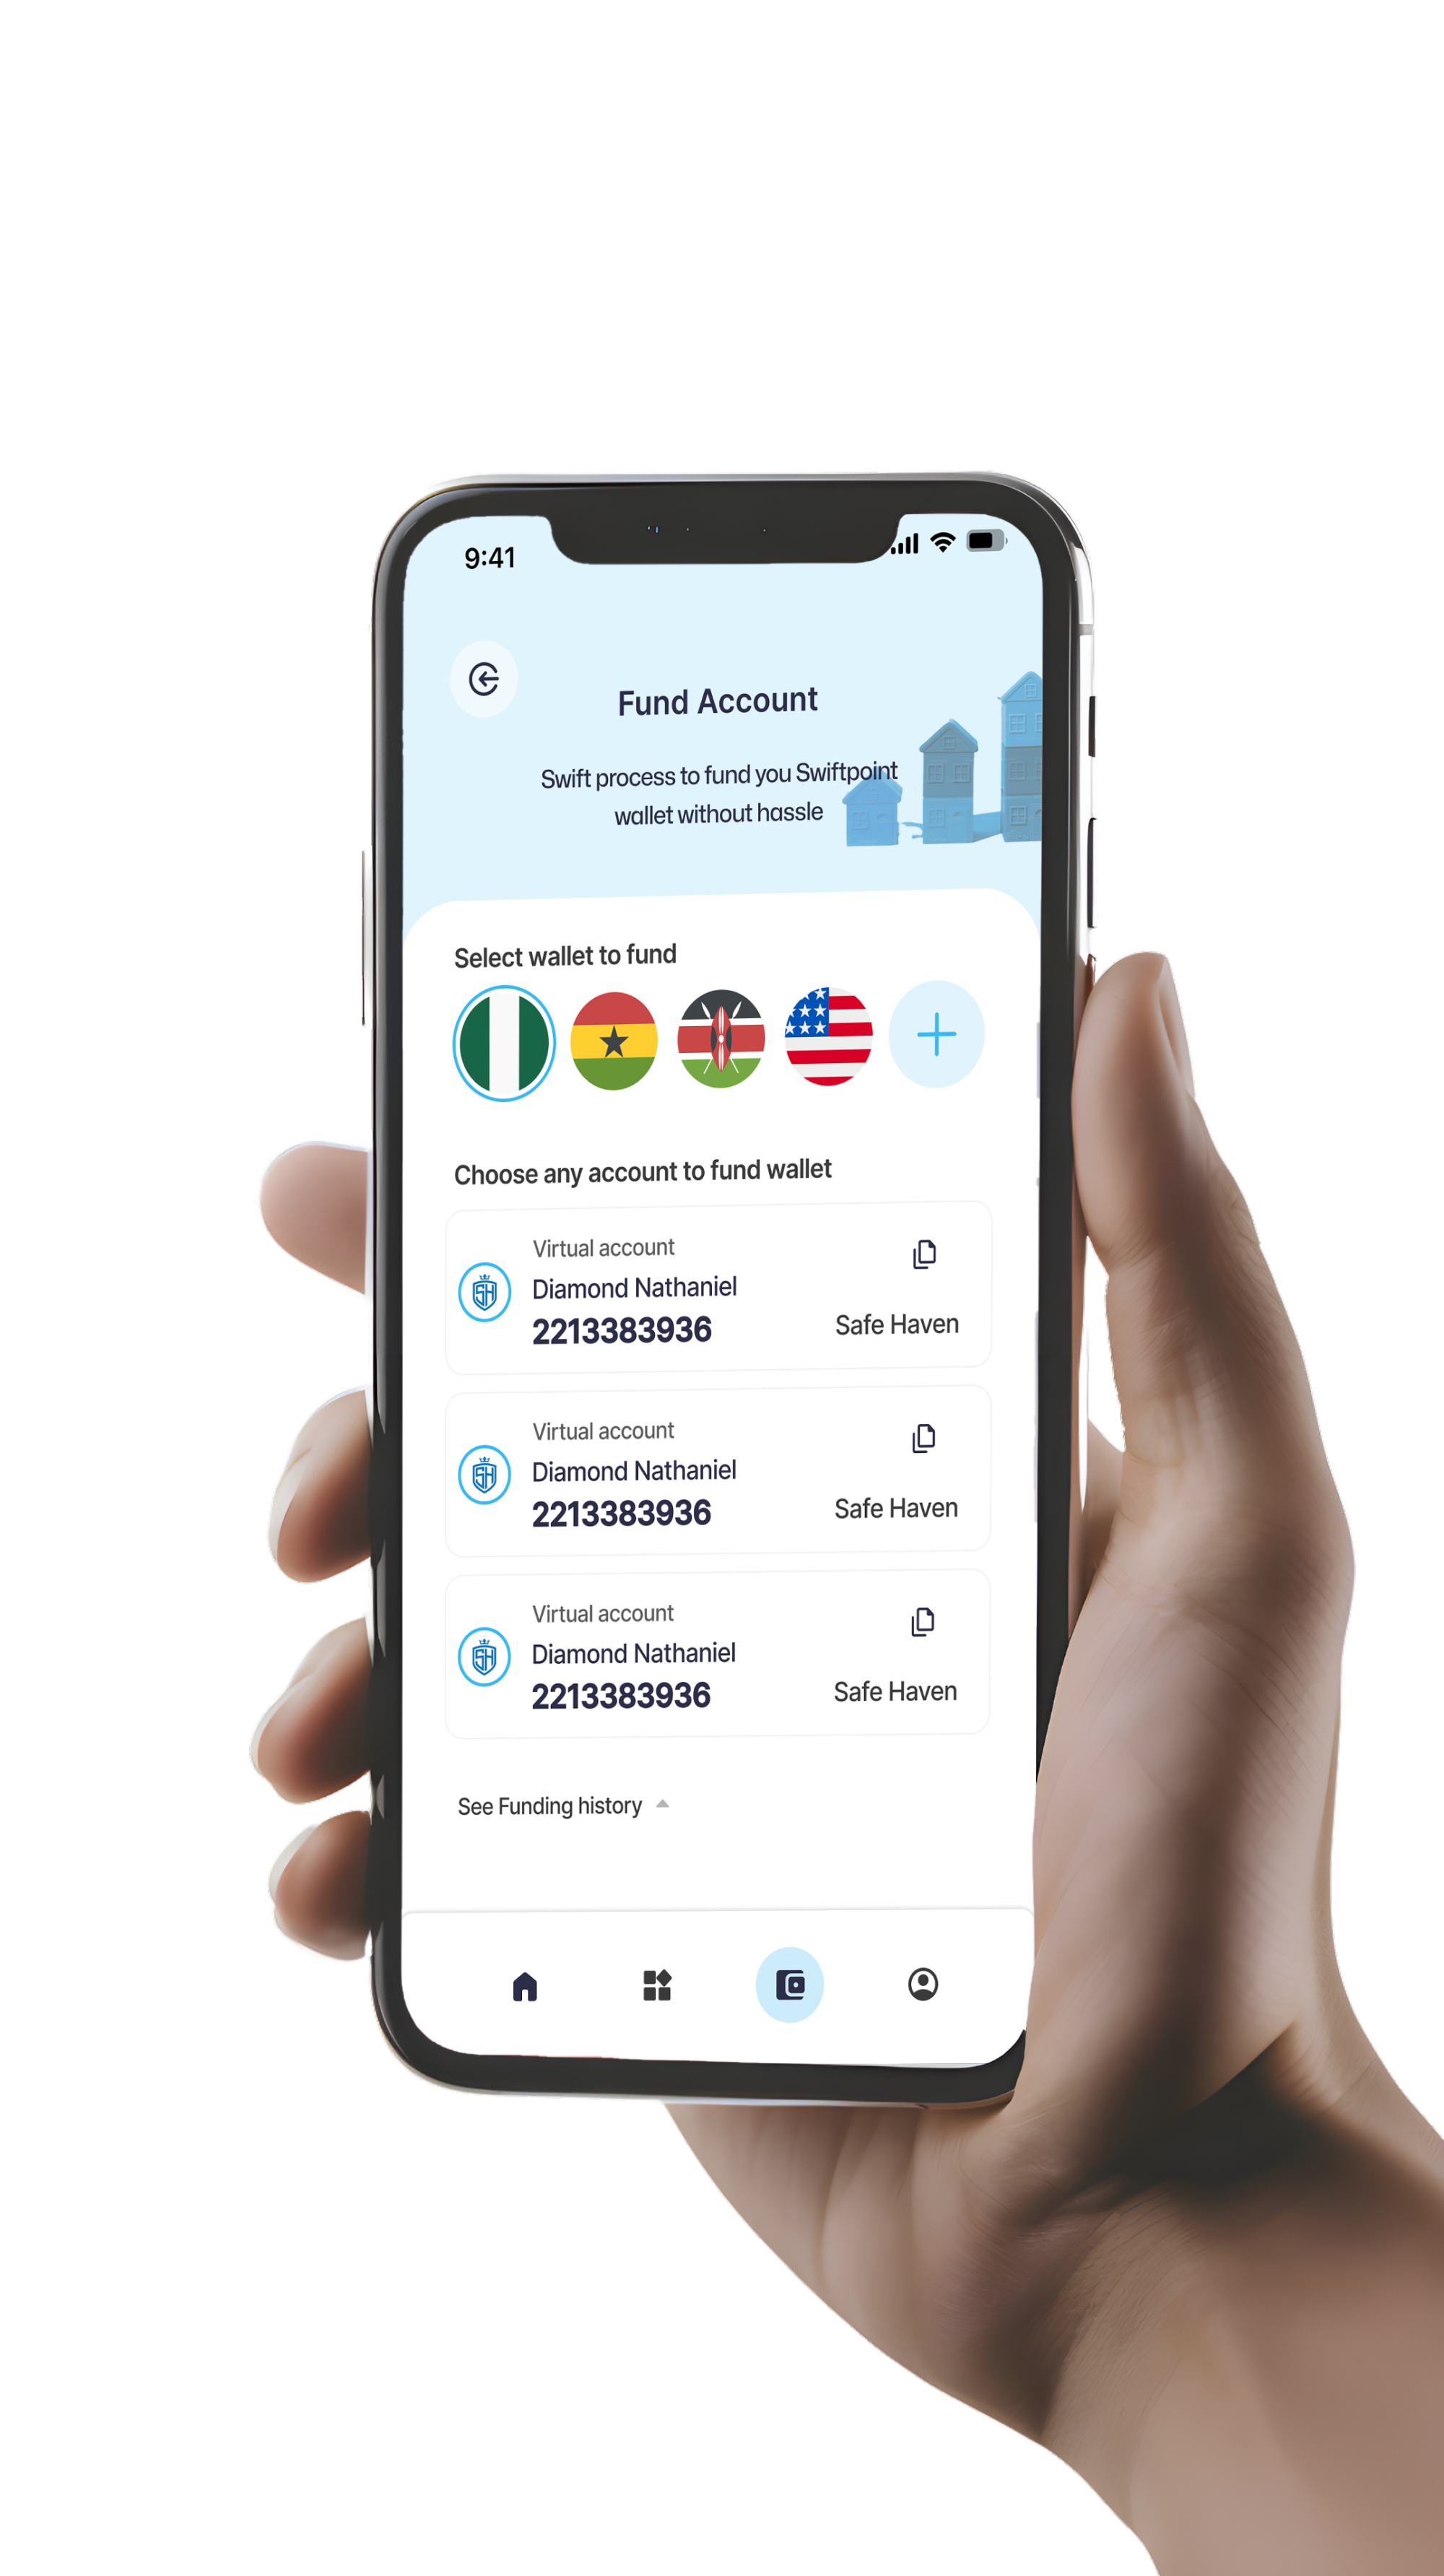 9:41
Fund Account
Swift process to fund you Swiftpoint
wallet without hassle
Select wallet to fund
Choose any account to fund wallet
Virtual account
Diamond Nathaniel
2213383936
Safe Haven
Virtual account
Diamond Nathaniel
2213383936
Safe Haven
Virtual account
Diamond Nathaniel
2213383936
Safe Haven
See Funding history